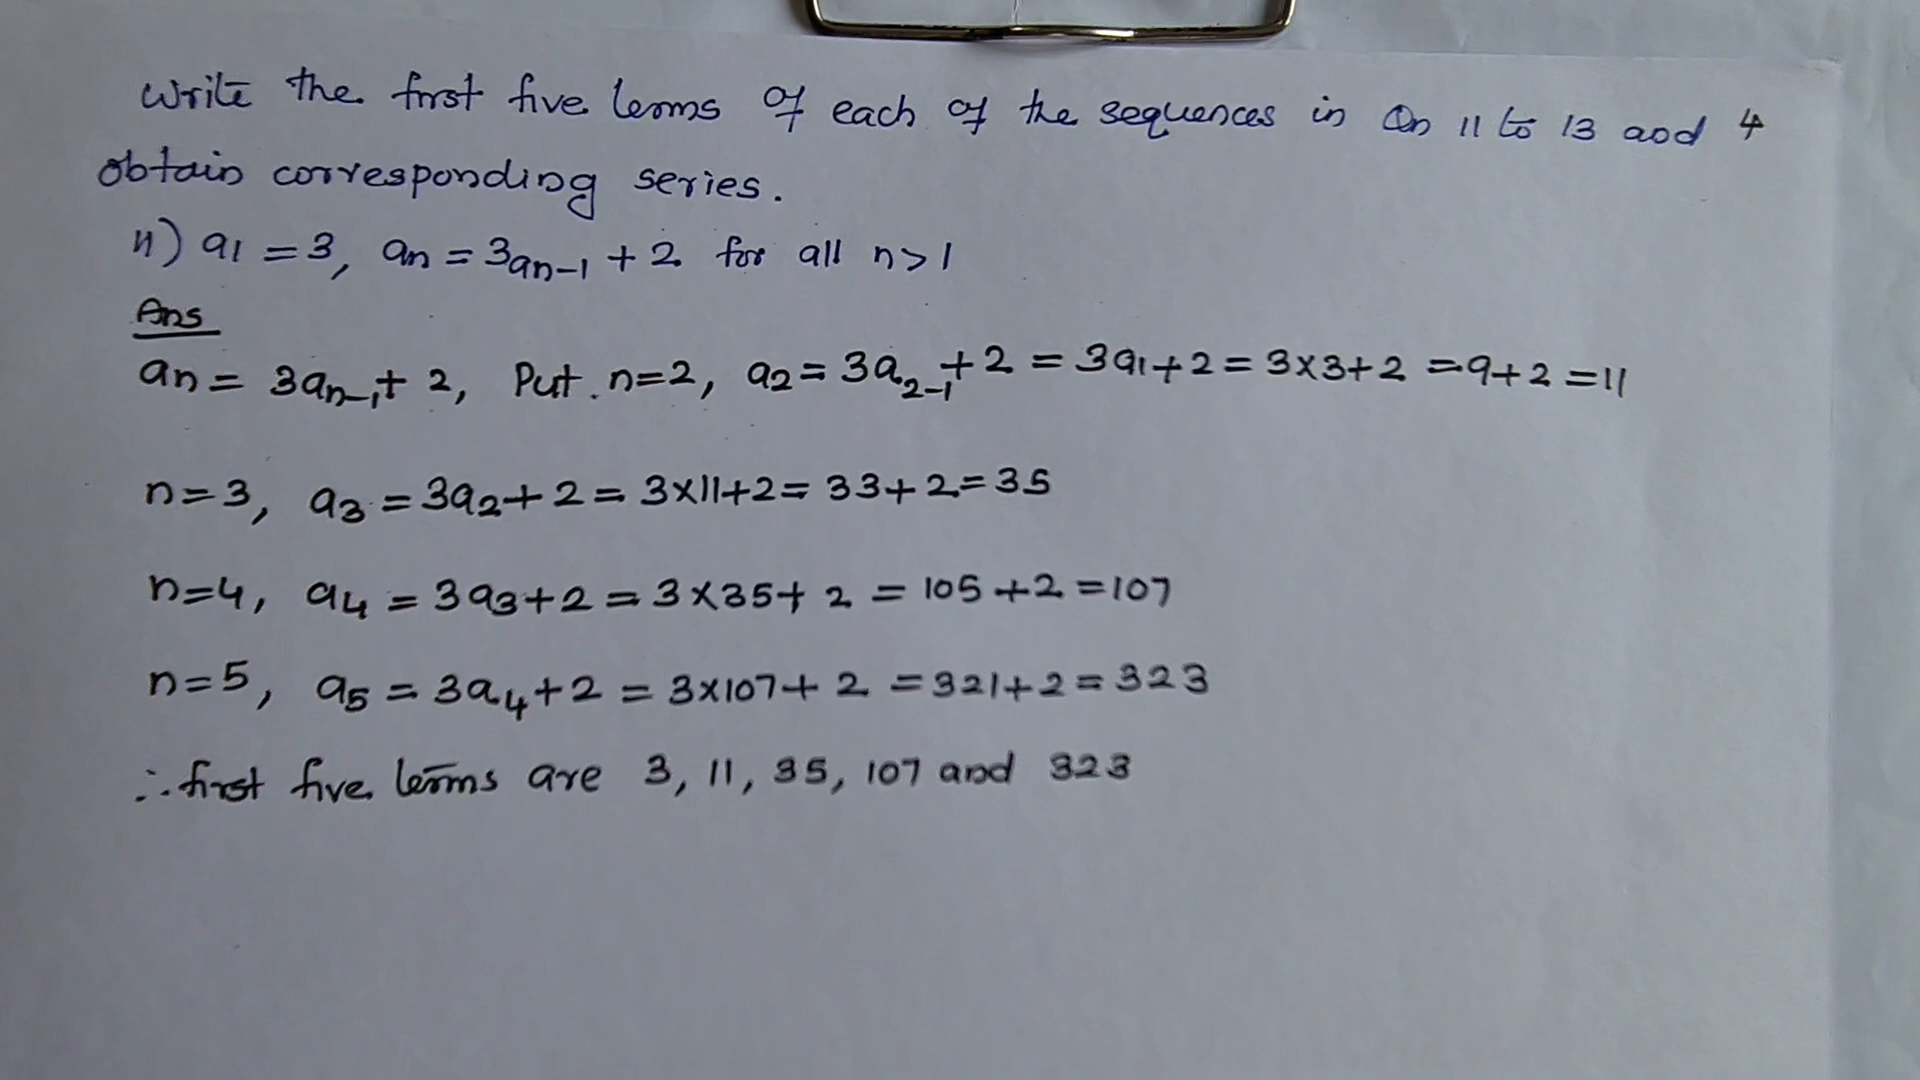 Write the first five terms of each of the sequences in Qn 11 to 13 and 4
obtain corresponding series.
11) a1 = 3, an = 3an-1 + 2 for all n>1
Ans
an = 3an-1 + 2, Put. n=2, a2 = 3a2-1 + 2 = 3a1+2 = 3×3+2 = 9+2 = 11
n=3, a3 = 3a2+2 = 3×11+2 = 33+2 = 35
n=4, a4 = 3a3+2 = 3×35+2 = 105+2 = 107
n=5, a5 = 3a4+2 = 3×107+2 = 321+2 = 323
∴ first five terms are 3, 11, 35, 107 and 323